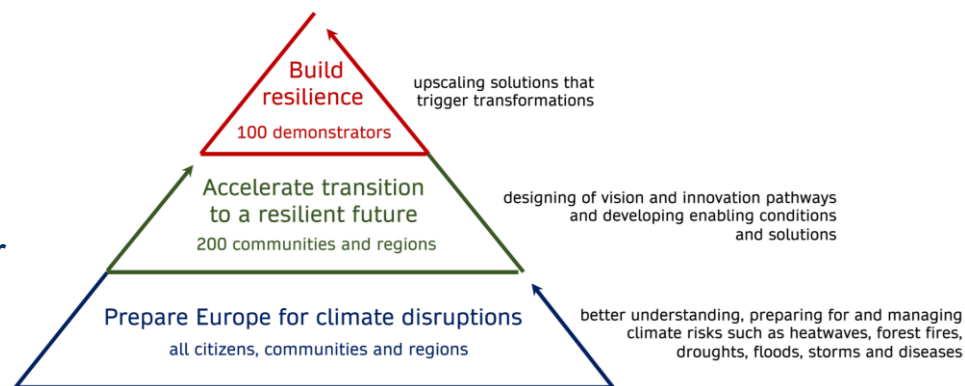 Build
resilience
100 demonstrators
upscaling solutions that
trigger transformations
Accelerate transition
to a resilient future
200 communities and regions
designing of vision and innovation pathways
and developing enabling conditions
and solutions
Prepare Europe for climate disruptions
all citizens, communities and regions
better understanding, preparing for and managing
climate risks such as heatwaves, forest fires,
droughts, floods, storms and diseases